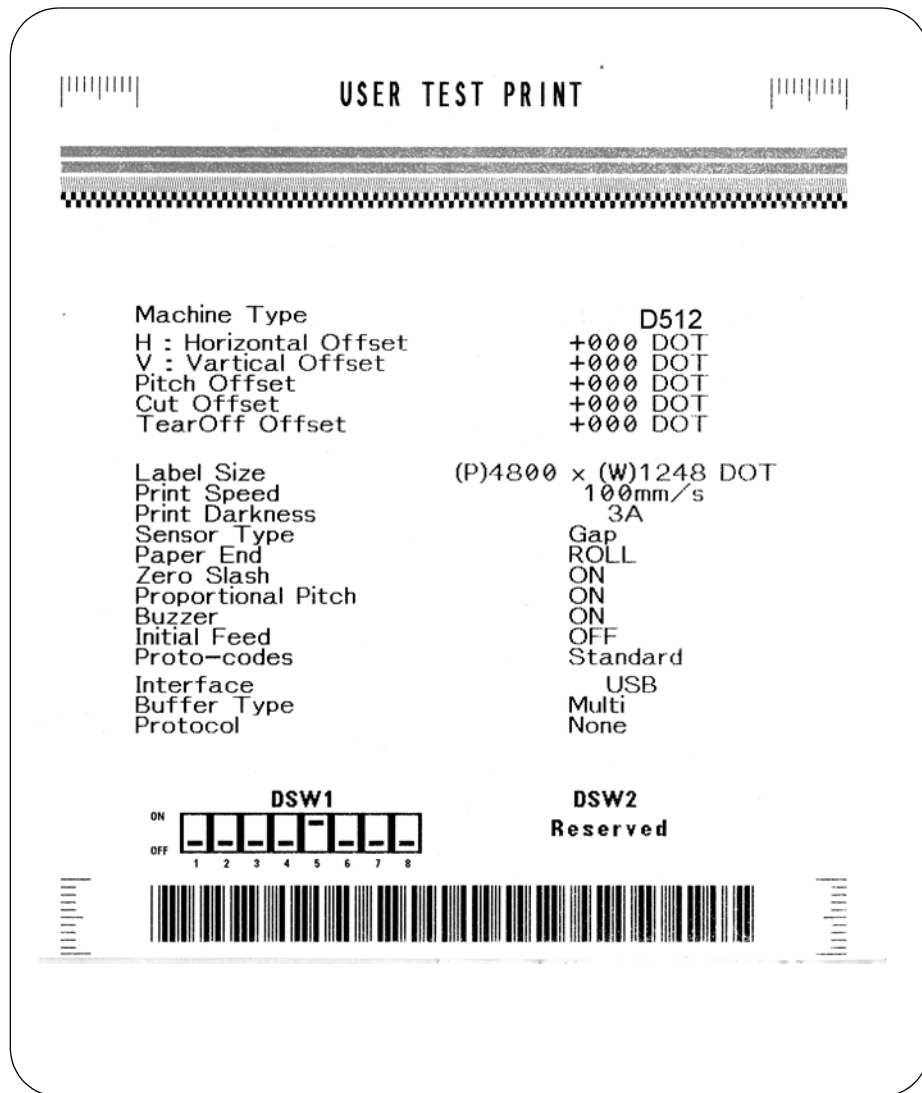 USER TEST PRINT
Machine Type D512
H : Horizontal Offset +000 DOT
V : Vartical Offset +000 DOT
Pitch Offset +000 DOT
Cut Offset +000 DOT
TearOff Offset +000 DOT
Label Size (P)4800 × (W)1248 DOT
Print Speed 100mm/s
Print Darkness 3A
Sensor Type Gap
Paper End ROLL
Zero Slash ON
Proportional Pitch ON
Buzzer ON
Initial Feed OFF
Proto-codes Standard
Interface USB
Buffer Type Multi
Protocol None
DSW1 DSW2
ON
Reserved
OFF
1 2 3 4 5 6 7 8